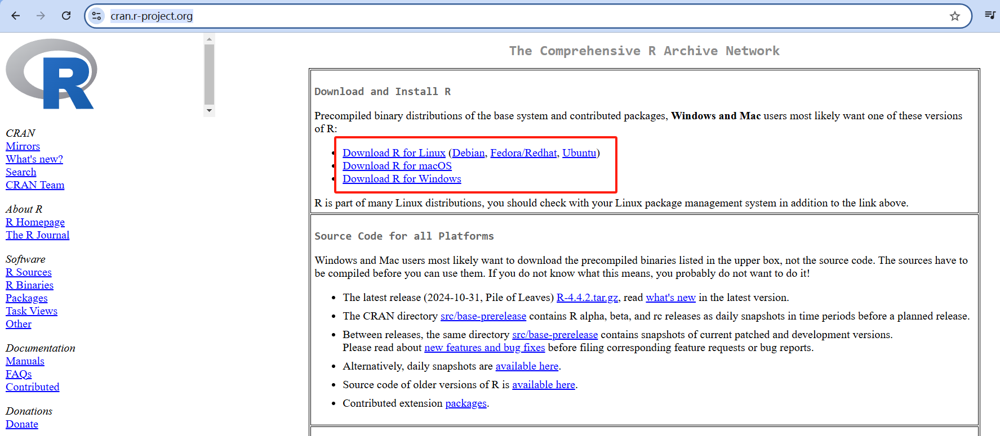 cran.r-project.org
R
CRAN
Mirrors
What's new?
Search
CRAN Team
About R
R Homepage
The R Journal
Software
R Sources
R Binaries
Packages
Task Views
Other
Documentation
Manuals
FAQs
Contributed
Donations
Donate
The Comprehensive R Archive Network
Download and Install R
Precompiled binary distributions of the base system and contributed packages, Windows and Mac users most likely want one of these versions
of R:
• Download R for Linux (Debian, Fedora/Redhat, Ubuntu)
• Download R for macOS
• Download R for Windows
R is part of many Linux distributions, you should check with your Linux package management system in addition to the link above.
Source Code for all Platforms
Windows and Mac users most likely want to download the precompiled binaries listed in the upper box, not the source code. The sources have to
be compiled before you can use them. If you do not know what this means, you probably do not want to do it!
• The latest release (2024-10-31, Pile of Leaves) R-4.4.2.tar.gz, read what's new in the latest version.
• The CRAN directory src/base-prerelease contains R alpha, beta, and rc releases as daily snapshots in time periods before a planned release.
• Between releases, the same directory src/base-prerelease contains snapshots of current patched and development versions.
Please read about new features and bug fixes before filing corresponding feature requests or bug reports.
• Alternatively, daily snapshots are available here.
• Source code of older versions of R is available here.
• Contributed extension packages.